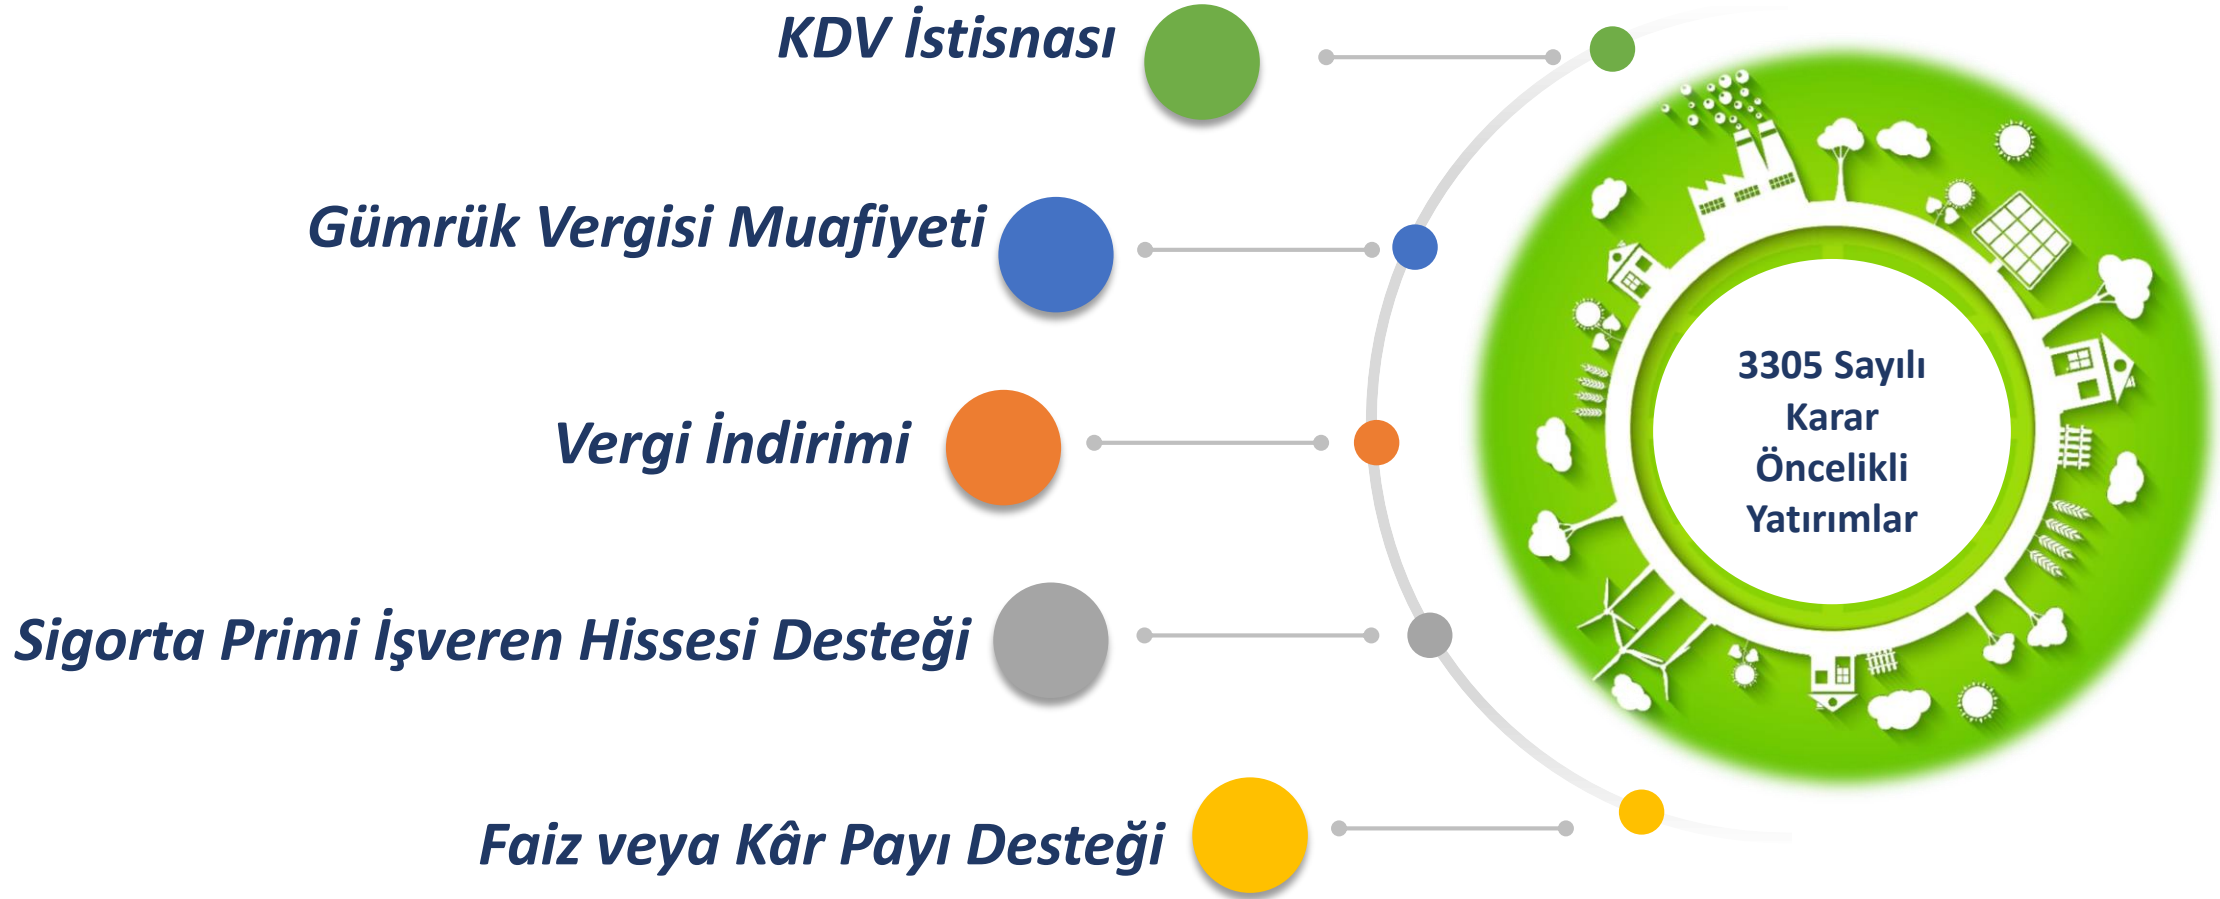 KDV İstisnası
Gümrük Vergisi Muafiyeti
Vergi İndirimi
Sigorta Primi İşveren Hissesi Desteği
Faiz veya Kâr Payı Desteği
3305 Sayılı
Karar
Öncelikli
Yatırımlar